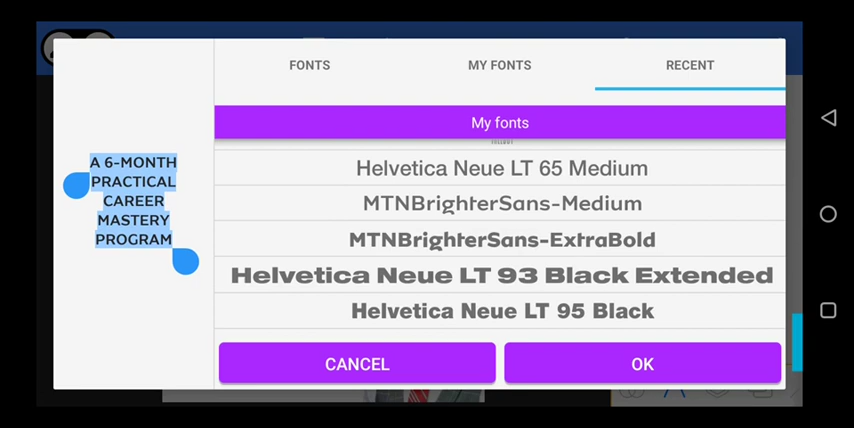 FONTS
MY FONTS
RECENT
My fonts
Helvetica Neue LT 65 Medium
MTNBrighterSans-Medium
MTNBrighterSans-ExtraBold
Helvetica Neue LT 93 Black Extended
Helvetica Neue LT 95 Black
CANCEL
OK
A 6-MONTH
PRACTICAL
CAREER
MASTERY
PROGRAM